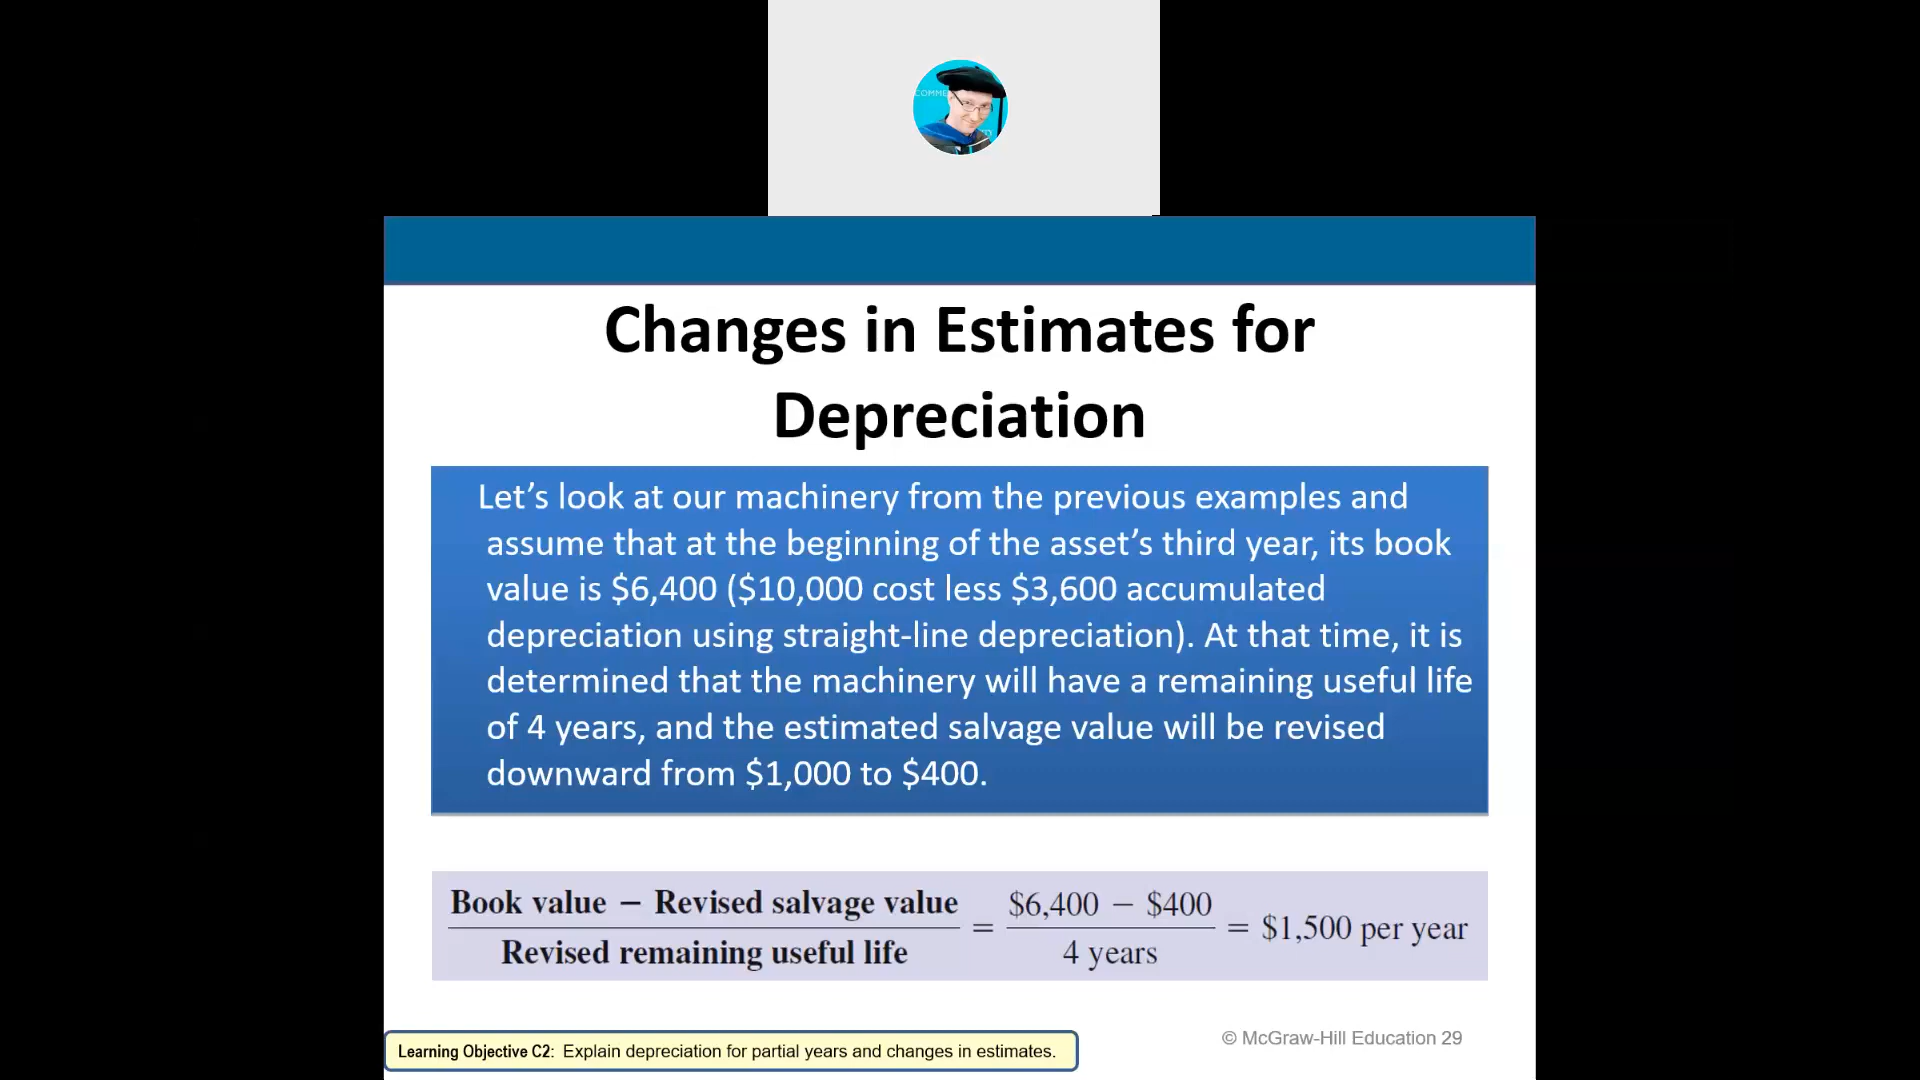 COMME
Changes in Estimates for
Depreciation
Let’s look at our machinery from the previous examples and
assume that at the beginning of the asset’s third year, its book
value is $6,400 ($10,000 cost less $3,600 accumulated
depreciation using straight-line depreciation). At that time, it is
determined that the machinery will have a remaining useful life
of 4 years, and the estimated salvage value will be revised
downward from $1,000 to $400.
Book value − Revised salvage value
Revised remaining useful life
=
$6,400 − $400
4 years
= $1,500 per year
© McGraw-Hill Education 29
Learning Objective C2: Explain depreciation for partial years and changes in estimates.